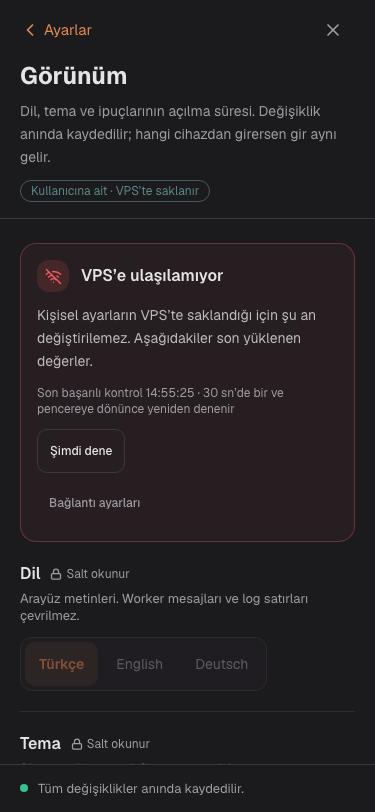 Ayarlar
Görünüm
Dil, tema ve ipuçlarının açılma süresi. Değişiklik
anında kaydedilir; hangi cihazdan girersen gir aynı
gelir.
Kullanıcına ait · VPS'te saklanır
VPS'e ulaşılamıyor
Kişisel ayarların VPS'te saklandığı için şu an
değiştirilemez. Aşağıdakiler son yüklenen
değerler.
Son başarılı kontrol 14:55:25 · 30 sn'de bir ve
pencereye dönünce yeniden denenir
Şimdi dene
Bağlantı ayarları
Dil Salt okunur
Arayüz metinleri. Worker mesajları ve log satırları
çevrilmez.
Türkçe English Deutsch
Tema Salt okunur
Tüm değişiklikler anında kaydedilir.